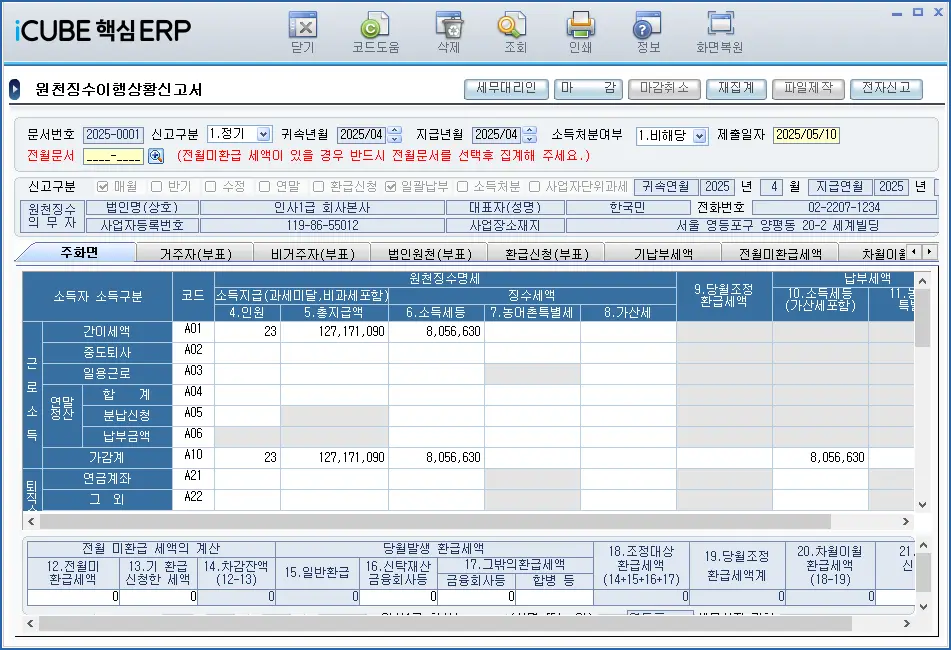 iCUBE 핵심ERP
닫기 코드도움 삭제 조회 인쇄 정보 화면복원
원천징수이행상황신고서
세무대리인 마 감 마감취소 재집계 파일제작 전자신고
문서번호 2025-0001 신고구분 1.정기 귀속년월 2025/04 지급년월 2025/04 소득처분여부 1.비해당 제출일자 2025/05/10
전월문서 ____-____ (전월미환급 세액이 있을 경우 반드시 전월문서를 선택후 집계해 주세요.)
신고구분 매월 반기 수정 연말 환급신청 일괄납부 소득처분 사업자단위과세 귀속연월 2025 년 4 월 지급연월 2025 년
원천징수 의 무 자 법인명(상호) 인사1급 회사본사 대표자(성명) 한국민 전화번호 02-2207-1234
사업자등록번호 119-86-55012 사업장소재지 서울 영등포구 양평동 20-2 세계빌딩
주화면 거주자(부표) 비거주자(부표) 법인원천(부표) 환급신청(부표) 기납부세액 전월미환급세액 차월이월
원천징수명세 납부세액
소득자 소득구분 코드 소득지급(과세미달,비과세포함) 징수세액 9.당월조정 환급세액 10.소득세등 (가산세포함) 11.
4.인원 5.총지급액 6.소득세등 7.농어촌특별세 8.가산세
근로소득
간이세액 A01 23 127,171,090 8,056,630
중도퇴사 A02
일용근로 A03
연말정산 합 계 A04
분납신청 A05
납부금액 A06
가감계 A10 23 127,171,090 8,056,630 8,056,630
퇴직
연금계좌 A21
그 외 A22
전월 미환급 세액의 계산 당월발생 환급세액 18.조정대상 환급세액 (14+15+16+17) 19.당월조정 환급세액계 20.차월이월 환급세액 (18-19) 21.
12.전월미 환급세액 13.기 환급 신청한 세액 14.차감잔액 (12-13) 15.일반환급 16.신탁재산 금융회사등 17.그밖의환급세액
금융회사등 합병 등
0 0 0 0 0 0 0 0 0